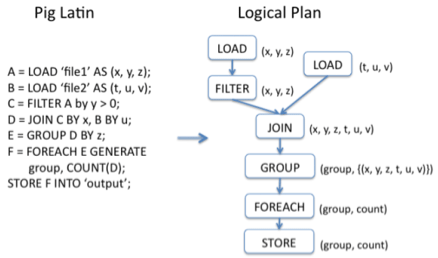 Pig Latin
Logical Plan
A = LOAD ‘file1’ AS (x, y, z);
B = LOAD ‘file2’ AS (t, u, v);
C = FILTER A by y > 0;
D = JOIN C BY x, B BY u;
E = GROUP D BY z;
F = FOREACH E GENERATE
group, COUNT(D);
STORE F INTO ‘output’;
LOAD (x, y, z)
LOAD (t, u, v)
FILTER (x, y, z)
JOIN (x, y, z, t, u, v)
GROUP (group, {(x, y, z, t, u, v)})
FOREACH (group, count)
STORE (group, count)